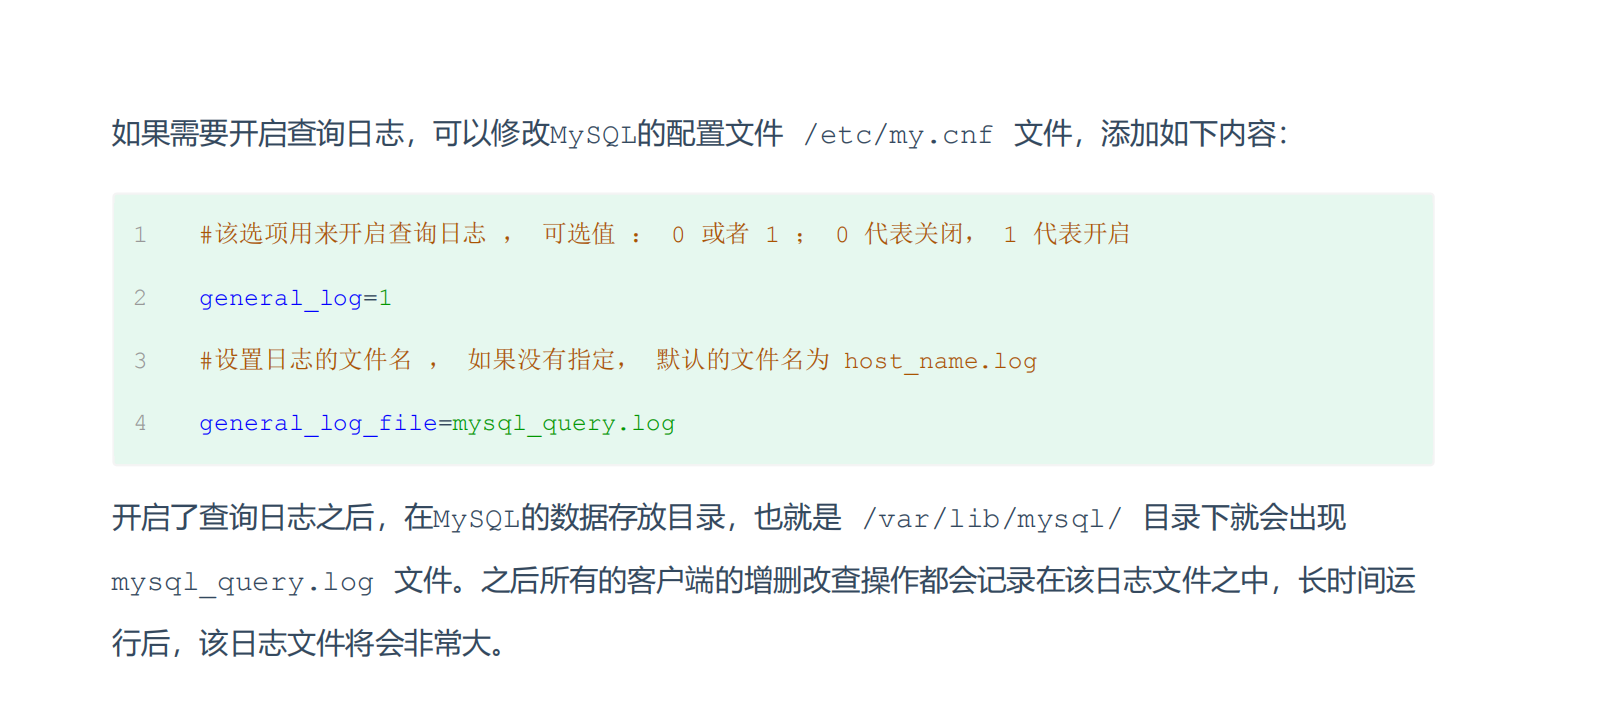 如果需要开启查询日志，可以修改MySQL的配置文件 /etc/my.cnf 文件，添加如下内容：
1 #该选项用来开启查询日志 ， 可选值 ： 0 或者 1 ； 0 代表关闭， 1 代表开启
2 general_log=1
3 #设置日志的文件名 ， 如果没有指定， 默认的文件名为 host_name.log
4 general_log_file=mysql_query.log
开启了查询日志之后，在MySQL的数据存放目录，也就是 /var/lib/mysql/ 目录下就会出现
mysql_query.log 文件。之后所有的客户端的增删改查操作都会记录在该日志文件之中，长时间运
行后，该日志文件将会非常大。